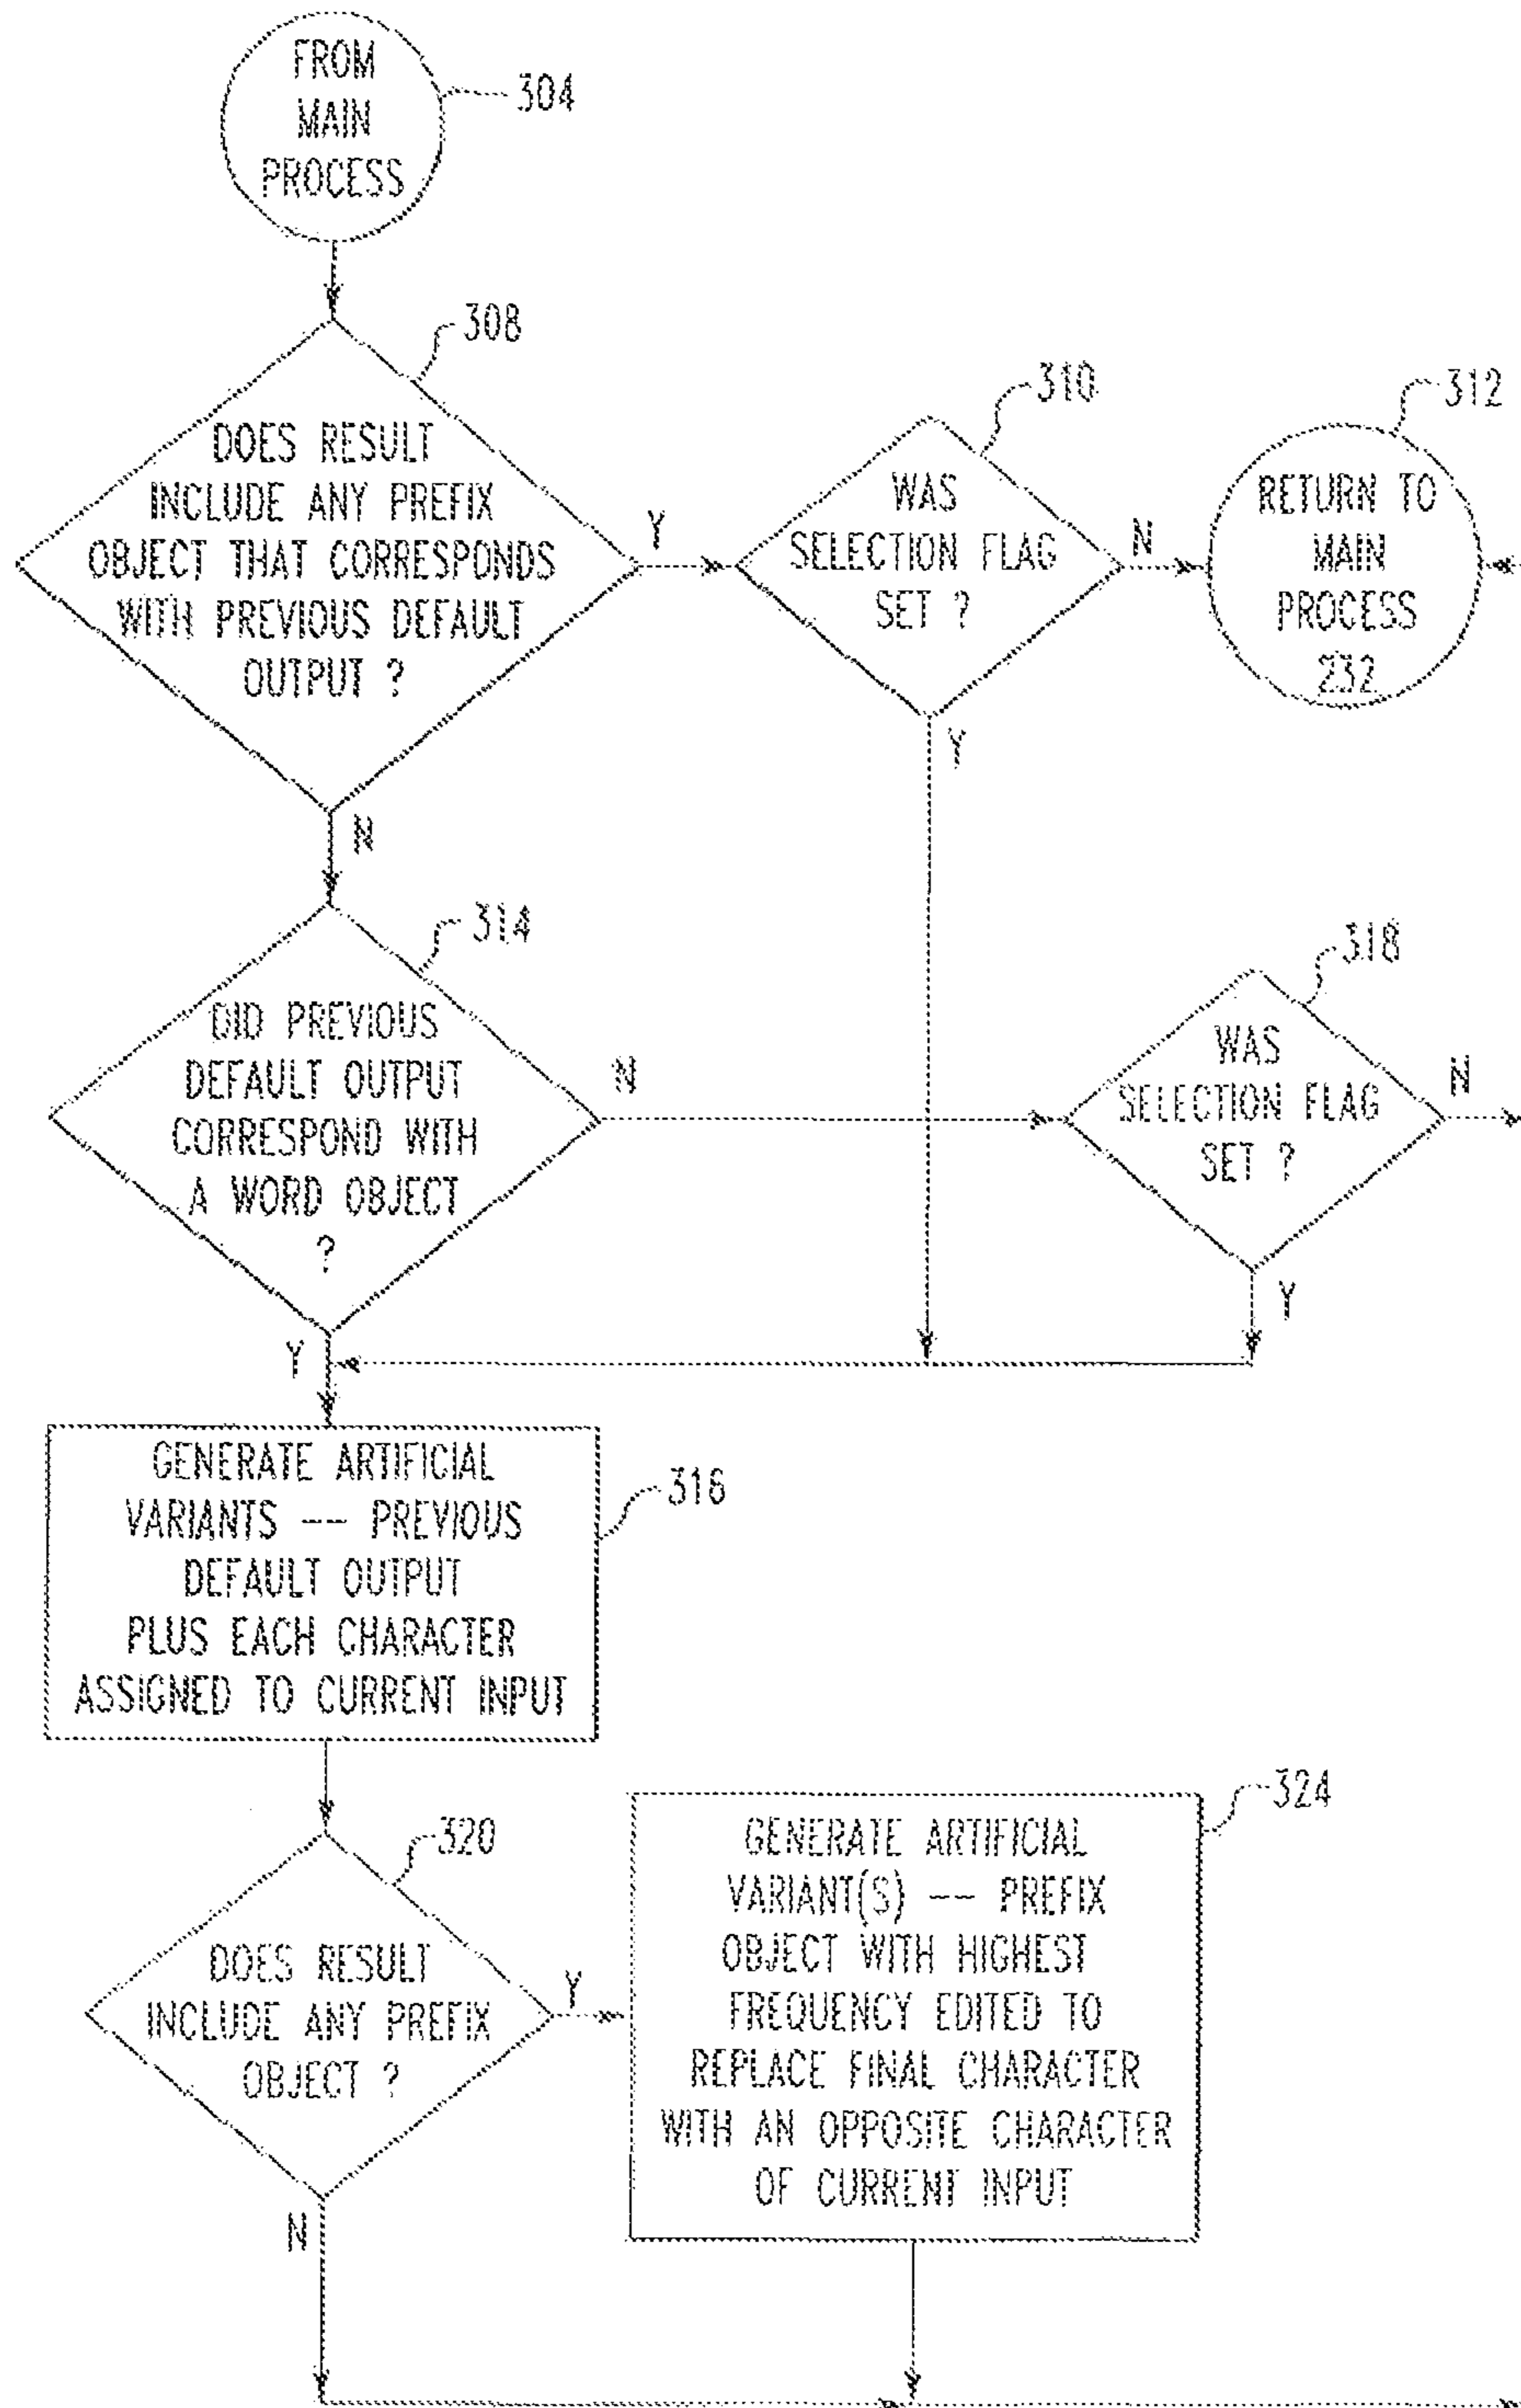 FROM
MAIN
PROCESS
304
308
DOES RESULT
INCLUDE ANY PREFIX
OBJECT THAT CORRESPONDS
WITH PREVIOUS DEFAULT
OUTPUT ?
Y
N
310
WAS
SELECTION FLAG
SET ?
N
Y
312
RETURN TO
MAIN
PROCESS
232
314
DID PREVIOUS
DEFAULT OUTPUT
CORRESPOND WITH
A WORD OBJECT
?
N
Y
318
WAS
SELECTION FLAG
SET ?
N
Y
GENERATE ARTIFICIAL
VARIANTS -- PREVIOUS
DEFAULT OUTPUT
PLUS EACH CHARACTER
ASSIGNED TO CURRENT INPUT
316
320
DOES RESULT
INCLUDE ANY PREFIX
OBJECT ?
Y
N
324
GENERATE ARTIFICIAL
VARIANT(S) -- PREFIX
OBJECT WITH HIGHEST
FREQUENCY EDITED TO
REPLACE FINAL CHARACTER
WITH AN OPPOSITE CHARACTER
OF CURRENT INPUT